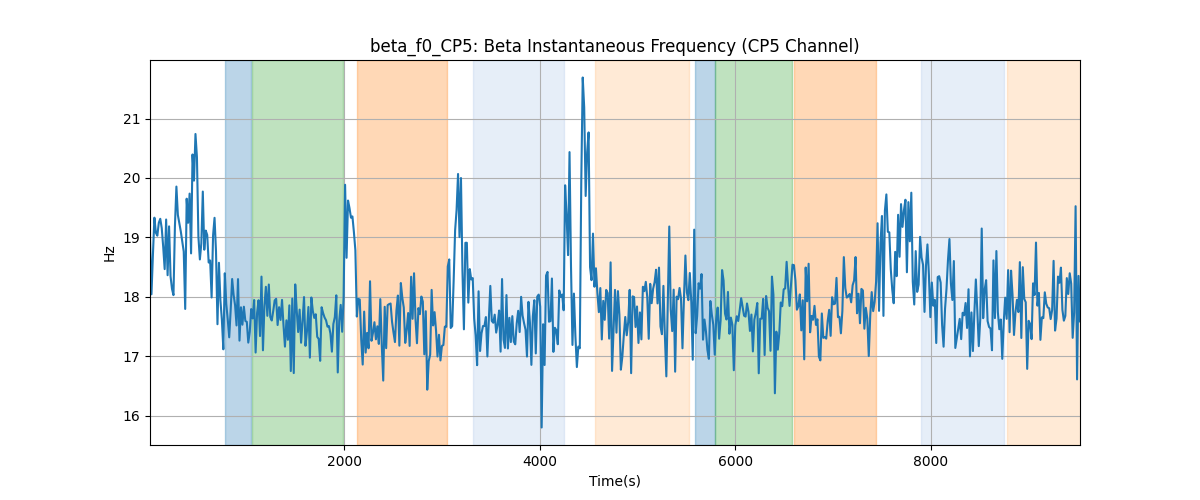 beta_f0_CP5: Beta Instantaneous Frequency (CP5 Channel)
21
20
19
18
17
16
Hz
2000 4000 6000 8000
Time(s)